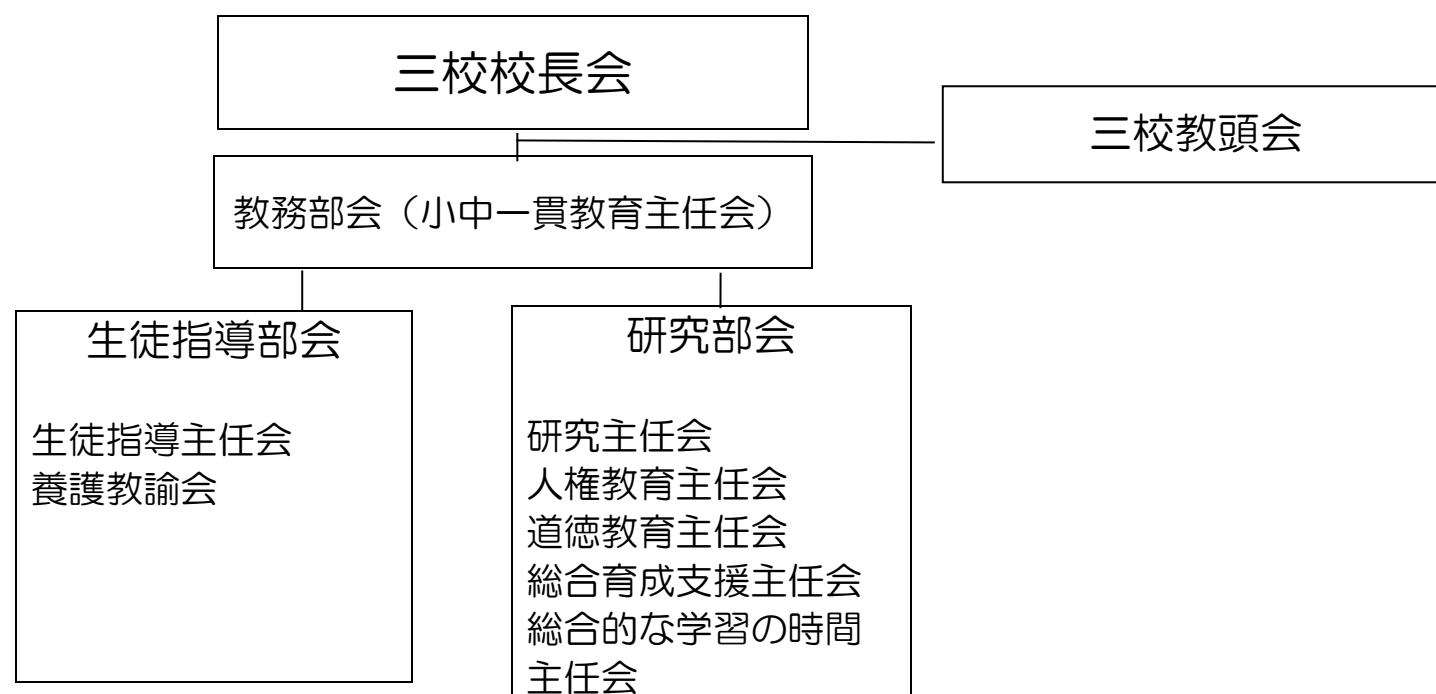 三校校長会
三校教頭会
教務部会（小中一貫教育主任会）
生徒指導部会
生徒指導主任会
養護教諭会
研究部会
研究主任会
人権教育主任会
道徳教育主任会
総合育成支援主任会
総合的な学習の時間
主任会